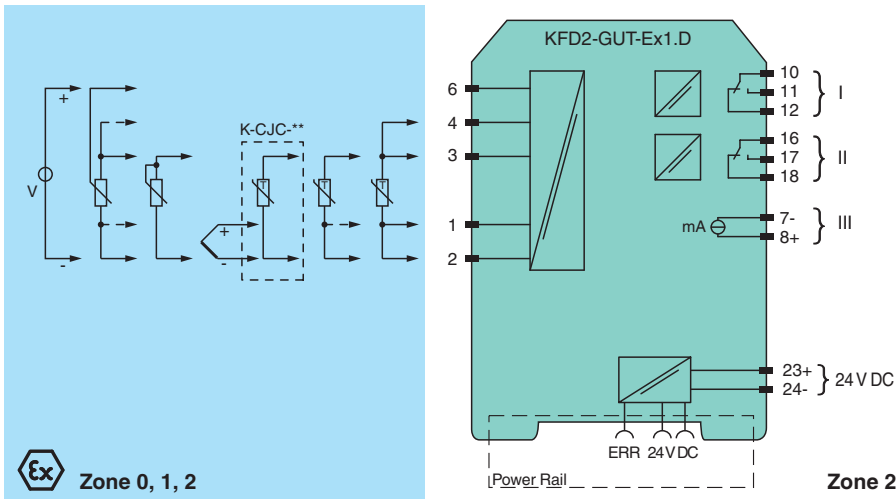 KFD2-GUT-Ex1.D
+
V
-
K-CJC-**
T
T
T
+
-
6
4
3
1
2
10
11
12
I
16
17
18
II
mA
7-
8+
III
23+
24-
24 V DC
ERR 24 V DC
Power Rail
Ex
Zone 0, 1, 2
Zone 2